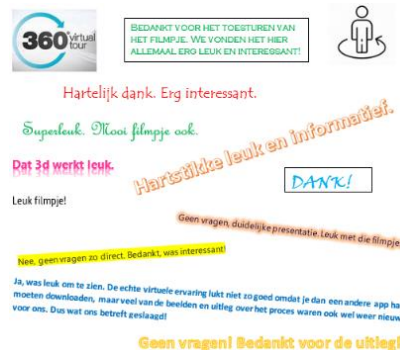 360° virtual
tour
BEDANKT VOOR HET TOESTUREN VAN
HET FILMPJE. WE VONDEN HET HIER
ALLEMAAL ERG LEUK EN INTERESSANT!
Hartelijk dank. Erg interessant.
Superleuk. Mooi filmpje ook.
Hartstikke leuk en informatief.
Dat 3d werkt leuk.
DANK!
Leuk filmpje!
Geen vragen, duidelijke presentatie. Leuk met die filmpje
Nee, geen vragen zo direct. Bedankt, was interessant!
Ja, was leuk om te zien. De echte virtuele ervaring lukt niet zo goed omdat je dan een andere app ha
moeten downloaden, maar veel van de beelden en uitleg over het proces waren ook wel weer nieuw
voor ons. Dus wat ons betreft geslaagd!
Geen vragen! Bedankt voor de uitleg!